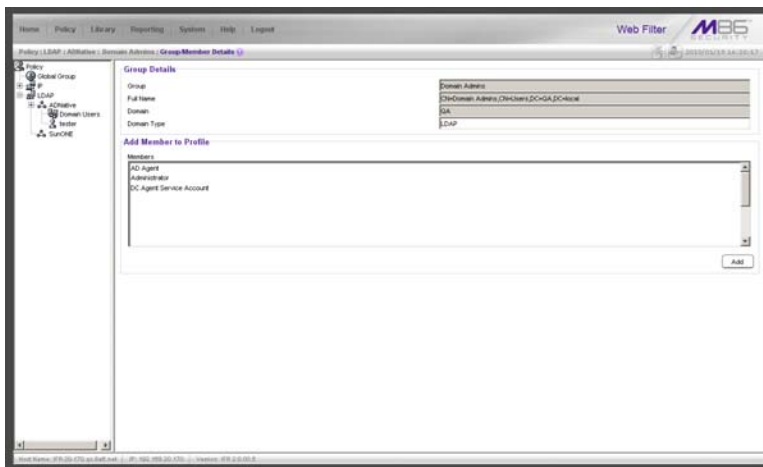 Home Policy Library Reporting System Help Logout
Web Filter
M86 SECURITY
Policy | LDAP | ADNative | Domain Admins | Group/Member Details
Policy
Global Group
IP
LDAP
ADNative
Domain Users
tester
SunONE
Group Details
Group Domain Admins
Full Name CN=Domain Admins,CN=Users,DC=QA,DC=local
Domain QA
Domain Type LDAP
Add Member to Profile
Members
AD Agent
Administrator
DC Agent Service Account
Add